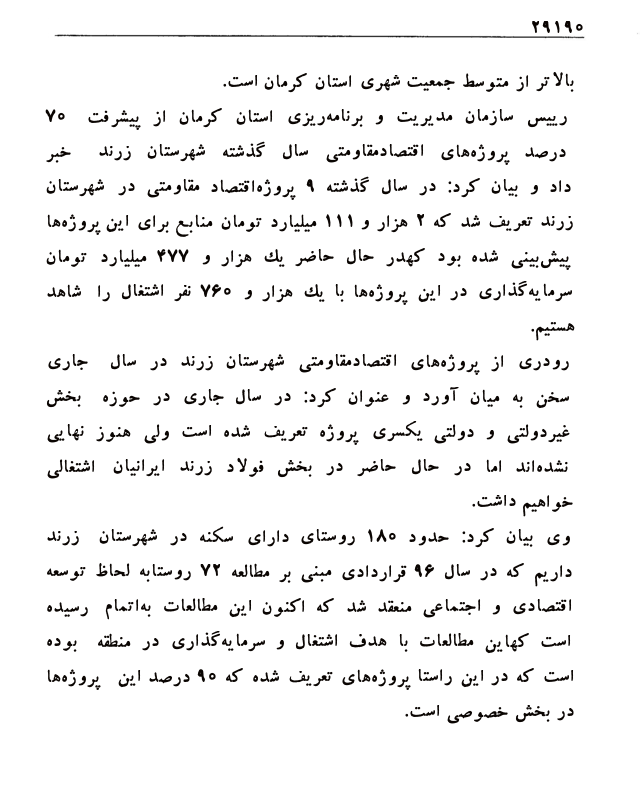 ۲۹۱۹۰
بالاتر از متوسط جمعیت شهری استان کرمان است.
رییس سازمان مدیریت و برنامه‌ریزی استان کرمان از پیشرفت ۷۰
درصد پروژه‌های اقتصادمقاومتی سال گذشته شهرستان زرند خبر
داد و بیان کرد: در سال گذشته ۹ پروژه‌اقتصاد مقاومتی در شهرستان
زرند تعریف شد که ۲ هزار و ۱۱۱ میلیارد تومان منابع برای این پروژه‌ها
پیش‌بینی شده بود کهدر حال حاضر یك هزار و ۴۷۷ میلیارد تومان
سرمایه‌گذاری در این پروژه‌ها با یك هزار و ۷۶۰ نفر اشتغال را شاهد
هستیم.
رودری از پروژه‌های اقتصادمقاومتی شهرستان زرند در سال جاری
سخن به میان آورد و عنوان کرد: در سال جاری در حوزه بخش
غیردولتی و دولتی یکسری پروژه تعریف شده است ولی هنوز نهایی
نشده‌اند اما در حال حاضر در بخش فولاد زرند ایرانیان اشتغالی
خواهیم داشت.
وی بیان کرد: حدود ۱۸۰ روستای دارای سکنه در شهرستان زرند
داریم که در سال ۹۶ قراردادی مبنی بر مطالعه ۷۲ روستابه لحاظ توسعه
اقتصادی و اجتماعی منعقد شد که اکنون این مطالعات به‌اتمام رسیده
است کهاین مطالعات با هدف اشتغال و سرمایه‌گذاری در منطقه بوده
است که در این راستا پروژه‌های تعریف شده که ۹۰ درصد این پروژه‌ها
در بخش خصوصی است.